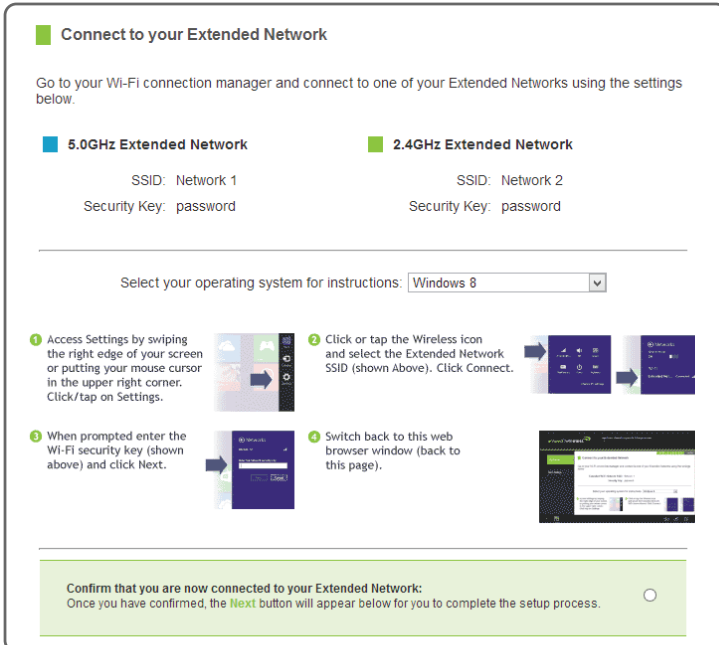 Connect to your Extended Network
Go to your Wi-Fi connection manager and connect to one of your Extended Networks using the settings
below.
5.0GHz Extended Network
2.4GHz Extended Network
SSID: Network 1
SSID: Network 2
Security Key: password
Security Key: password
Select your operating system for instructions: Windows 8
1 Access Settings by swiping
the right edge of your screen
or putting your mouse cursor
in the upper right corner.
Click/tap on Settings.
2 Click or tap the Wireless icon
and select the Extended Network
SSID (shown Above). Click Connect.
3 When prompted enter the
Wi-Fi security key (shown
above) and click Next.
4 Switch back to this web
browser window (back to
this page).
Confirm that you are now connected to your Extended Network:
Once you have confirmed, the Next button will appear below for you to complete the setup process.